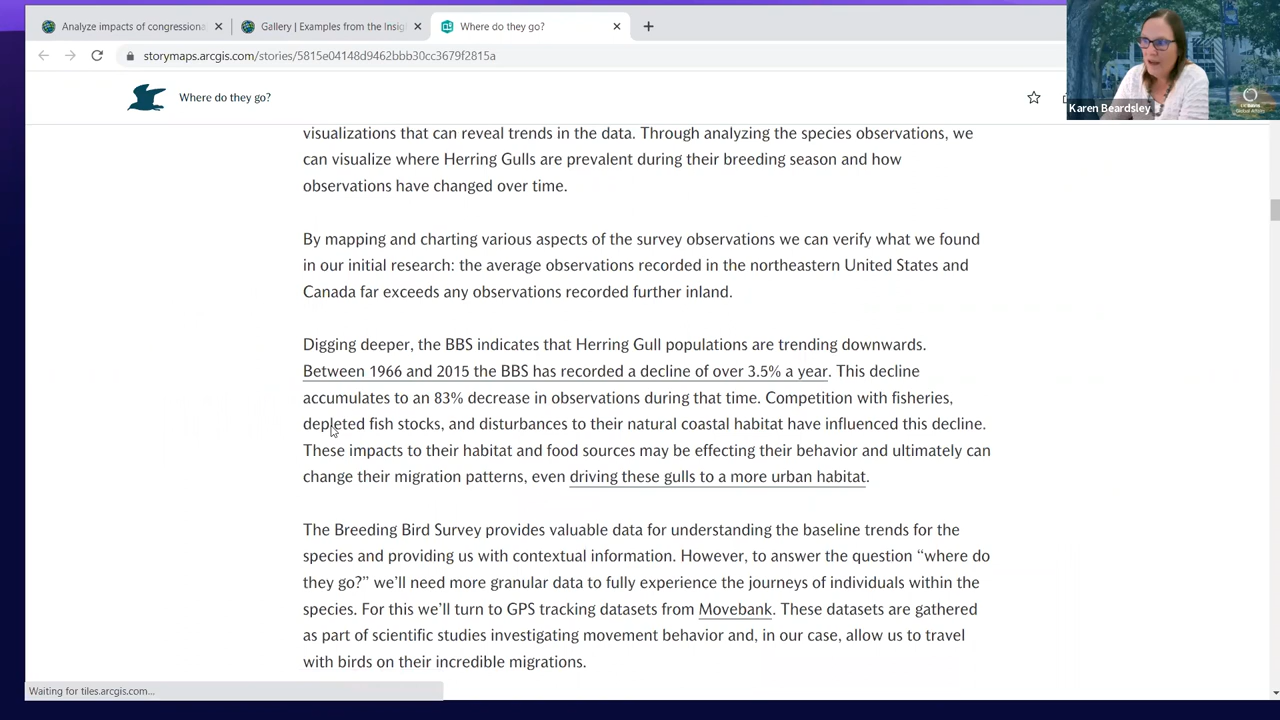 Analyze impacts of congressiona
Gallery | Examples from the Insig
Where do they go?
storymaps.arcgis.com/stories/5815e04148d9462bbb30cc3679f2815a
Where do they go?
Karen Beardsley
UC DAVIS
Global Affairs
visualizations that can reveal trends in the data. Through analyzing the species observations, we
can visualize where Herring Gulls are prevalent during their breeding season and how
observations have changed over time.
By mapping and charting various aspects of the survey observations we can verify what we found
in our initial research: the average observations recorded in the northeastern United States and
Canada far exceeds any observations recorded further inland.
Digging deeper, the BBS indicates that Herring Gull populations are trending downwards.
Between 1966 and 2015 the BBS has recorded a decline of over 3.5% a year. This decline
accumulates to an 83% decrease in observations during that time. Competition with fisheries,
depleted fish stocks, and disturbances to their natural coastal habitat have influenced this decline.
These impacts to their habitat and food sources may be effecting their behavior and ultimately can
change their migration patterns, even driving these gulls to a more urban habitat.
The Breeding Bird Survey provides valuable data for understanding the baseline trends for the
species and providing us with contextual information. However, to answer the question “where do
they go?” we’ll need more granular data to fully experience the journeys of individuals within the
species. For this we’ll turn to GPS tracking datasets from Movebank. These datasets are gathered
as part of scientific studies investigating movement behavior and, in our case, allow us to travel
with birds on their incredible migrations.
Waiting for tiles.arcgis.com...